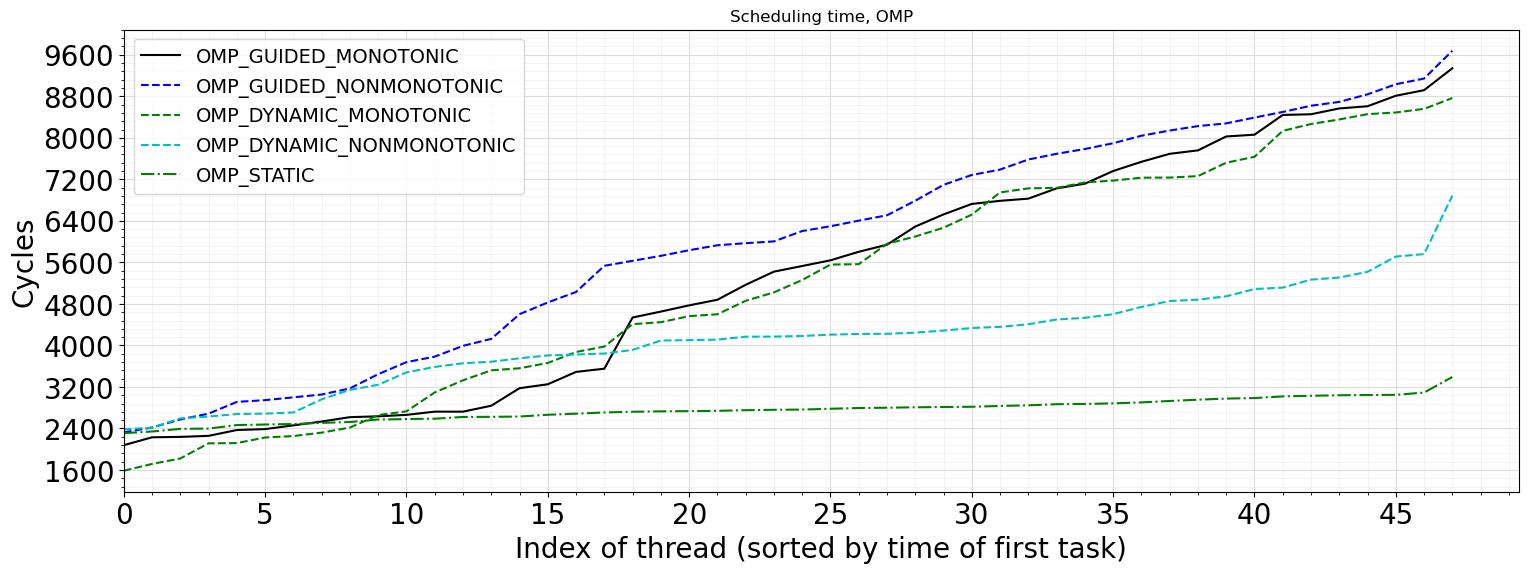 Scheduling time, OMP
OMP_GUIDED_MONOTONIC
OMP_GUIDED_NONMONOTONIC
OMP_DYNAMIC_MONOTONIC
OMP_DYNAMIC_NONMONOTONIC
OMP_STATIC
Cycles
9600
8800
8000
7200
6400
5600
4800
4000
3200
2400
1600
0 5 10 15 20 25 30 35 40 45
Index of thread (sorted by time of first task)